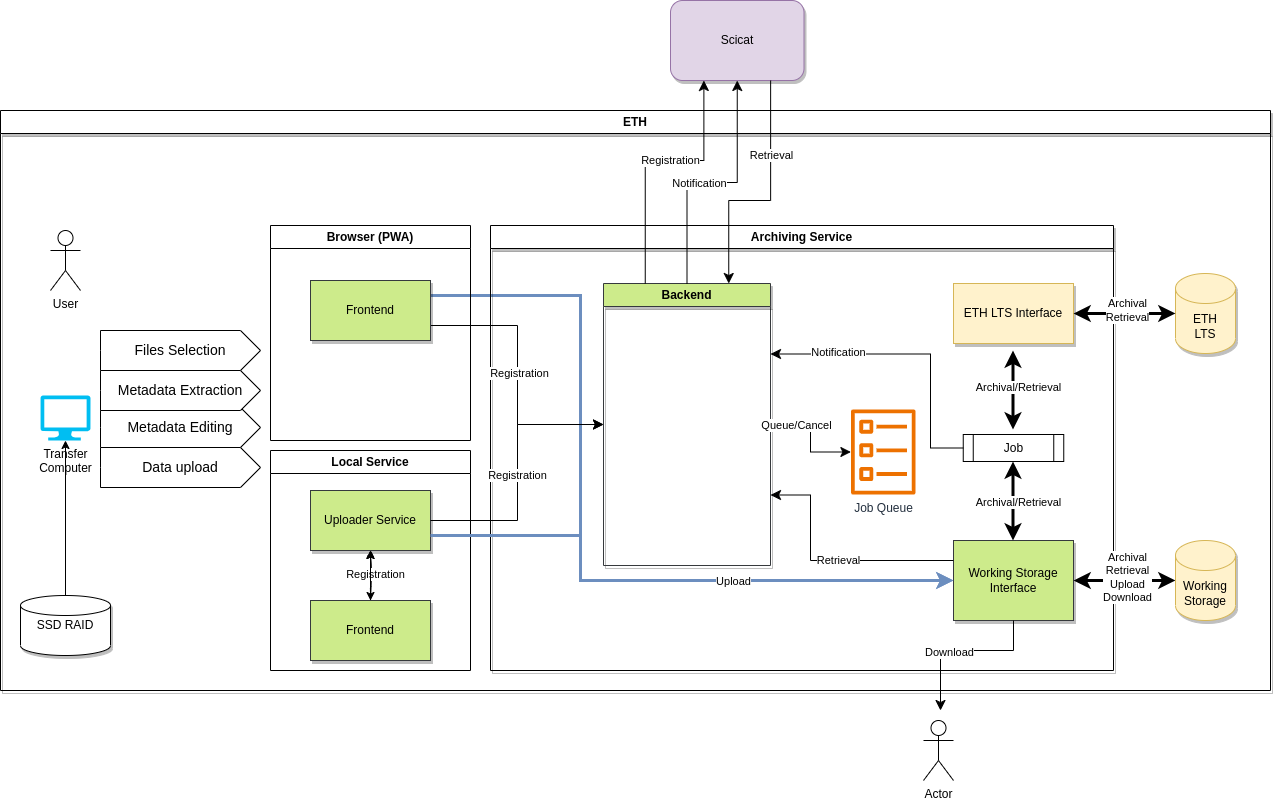 Scicat
ETH
Registration
Notification
Retrieval
User
Browser (PWA)
Frontend
Archiving Service
Backend
ETH LTS Interface
Archival
Retrieval
ETH
LTS
Files Selection
Metadata Extraction
Metadata Editing
Data upload
Transfer
Computer
Registration
Notification
Archival/Retrieval
Queue/Cancel
Job
Job Queue
Local Service
Uploader Service
Registration
Archival/Retrieval
Registration
Frontend
Retrieval
Upload
Working Storage
Interface
Archival
Retrieval
Upload
Download
Working
Storage
SSD RAID
Download
Actor